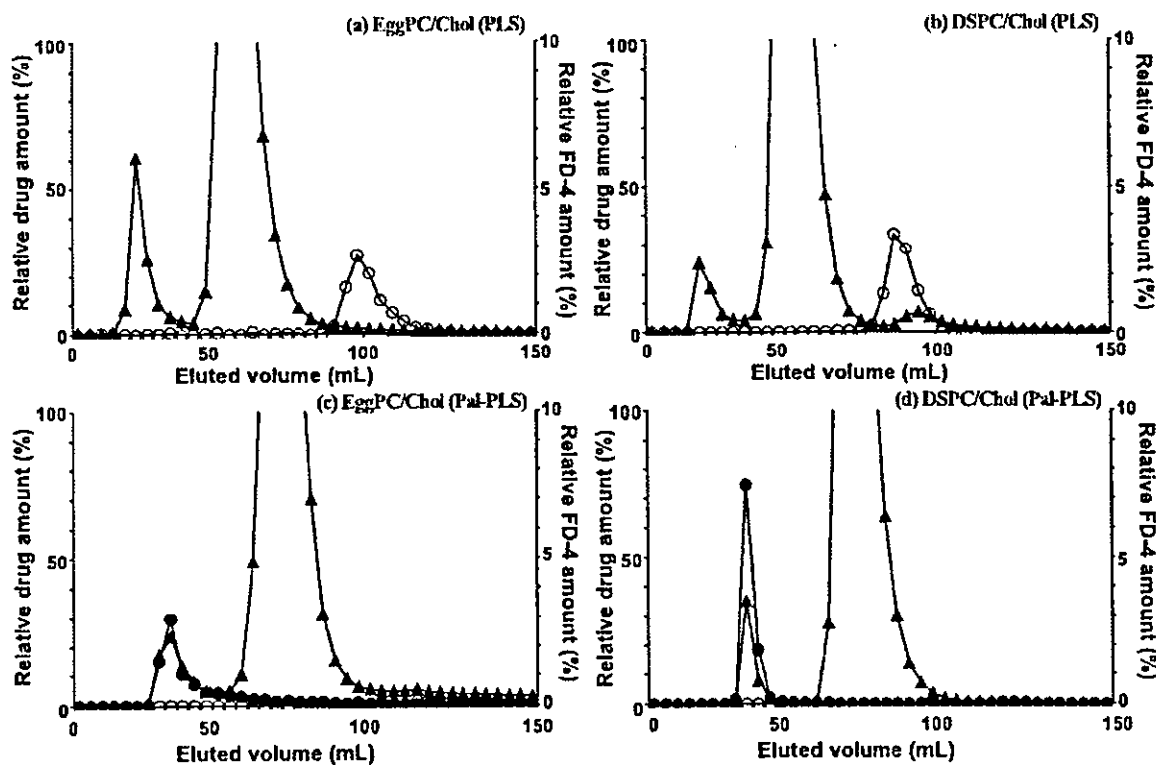 (a) EggPC/Chol (PLS)
Relative drug amount (%)
100
50
0
0 50 100 150
Eluted volume (mL)
10
5
0
Relative FD-4 amount (%)
(b) DSPC/Chol (PLS)
Relative drug amount (%)
100
50
0
0 50 100 150
Eluted volume (mL)
10
5
0
Relative FD-4 amount (%)
(c) EggPC/Chol (Pal-PLS)
Relative drug amount (%)
100
50
0
0 50 100 150
Eluted volume (mL)
10
5
0
Relative FD-4 amount (%)
(d) DSPC/Chol (Pal-PLS)
Relative drug amount (%)
100
50
0
0 50 100 150
Eluted volume (mL)
10
5
0
Relative FD-4 amount (%)